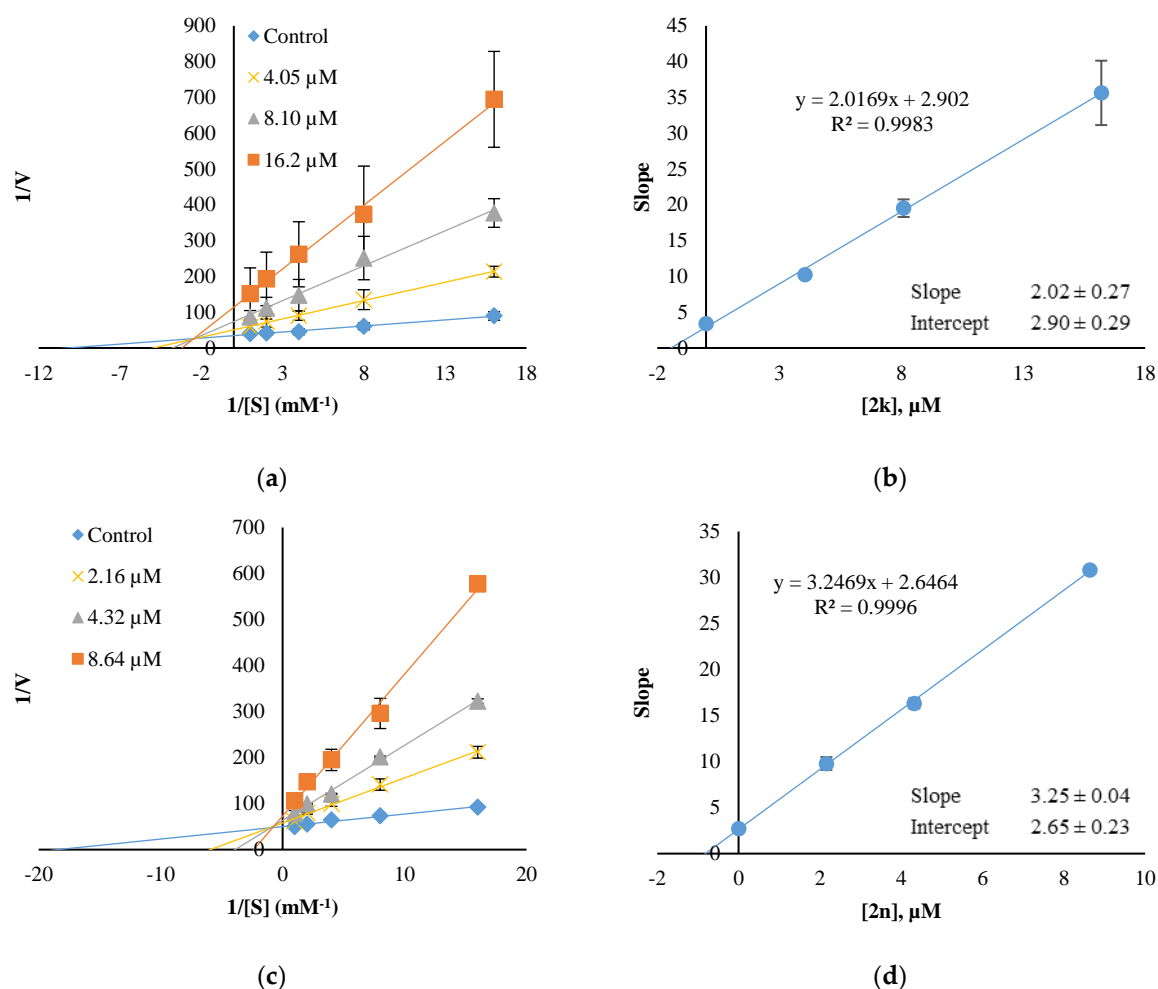 900
800
700
600
500
400
300
200
100
0
-12 -7 -2 3 8 13 18
1/V
1/[S] (mM⁻¹)
Control
4.05 µM
8.10 µM
16.2 µM
(a)
45
40
35
30
25
20
15
10
5
0
-2 3 8 13 18
Slope
[2k], µM
y = 2.0169x + 2.902
R² = 0.9983
Slope 2.02 ± 0.27
Intercept 2.90 ± 0.29
(b)
700
600
500
400
300
200
100
0
-20 -10 0 10 20
1/V
1/[S] (mM⁻¹)
Control
2.16 µM
4.32 µM
8.64 µM
(c)
35
30
25
20
15
10
5
0
-2 0 2 4 6 8 10
Slope
[2n], µM
y = 3.2469x + 2.6464
R² = 0.9996
Slope 3.25 ± 0.04
Intercept 2.65 ± 0.23
(d)